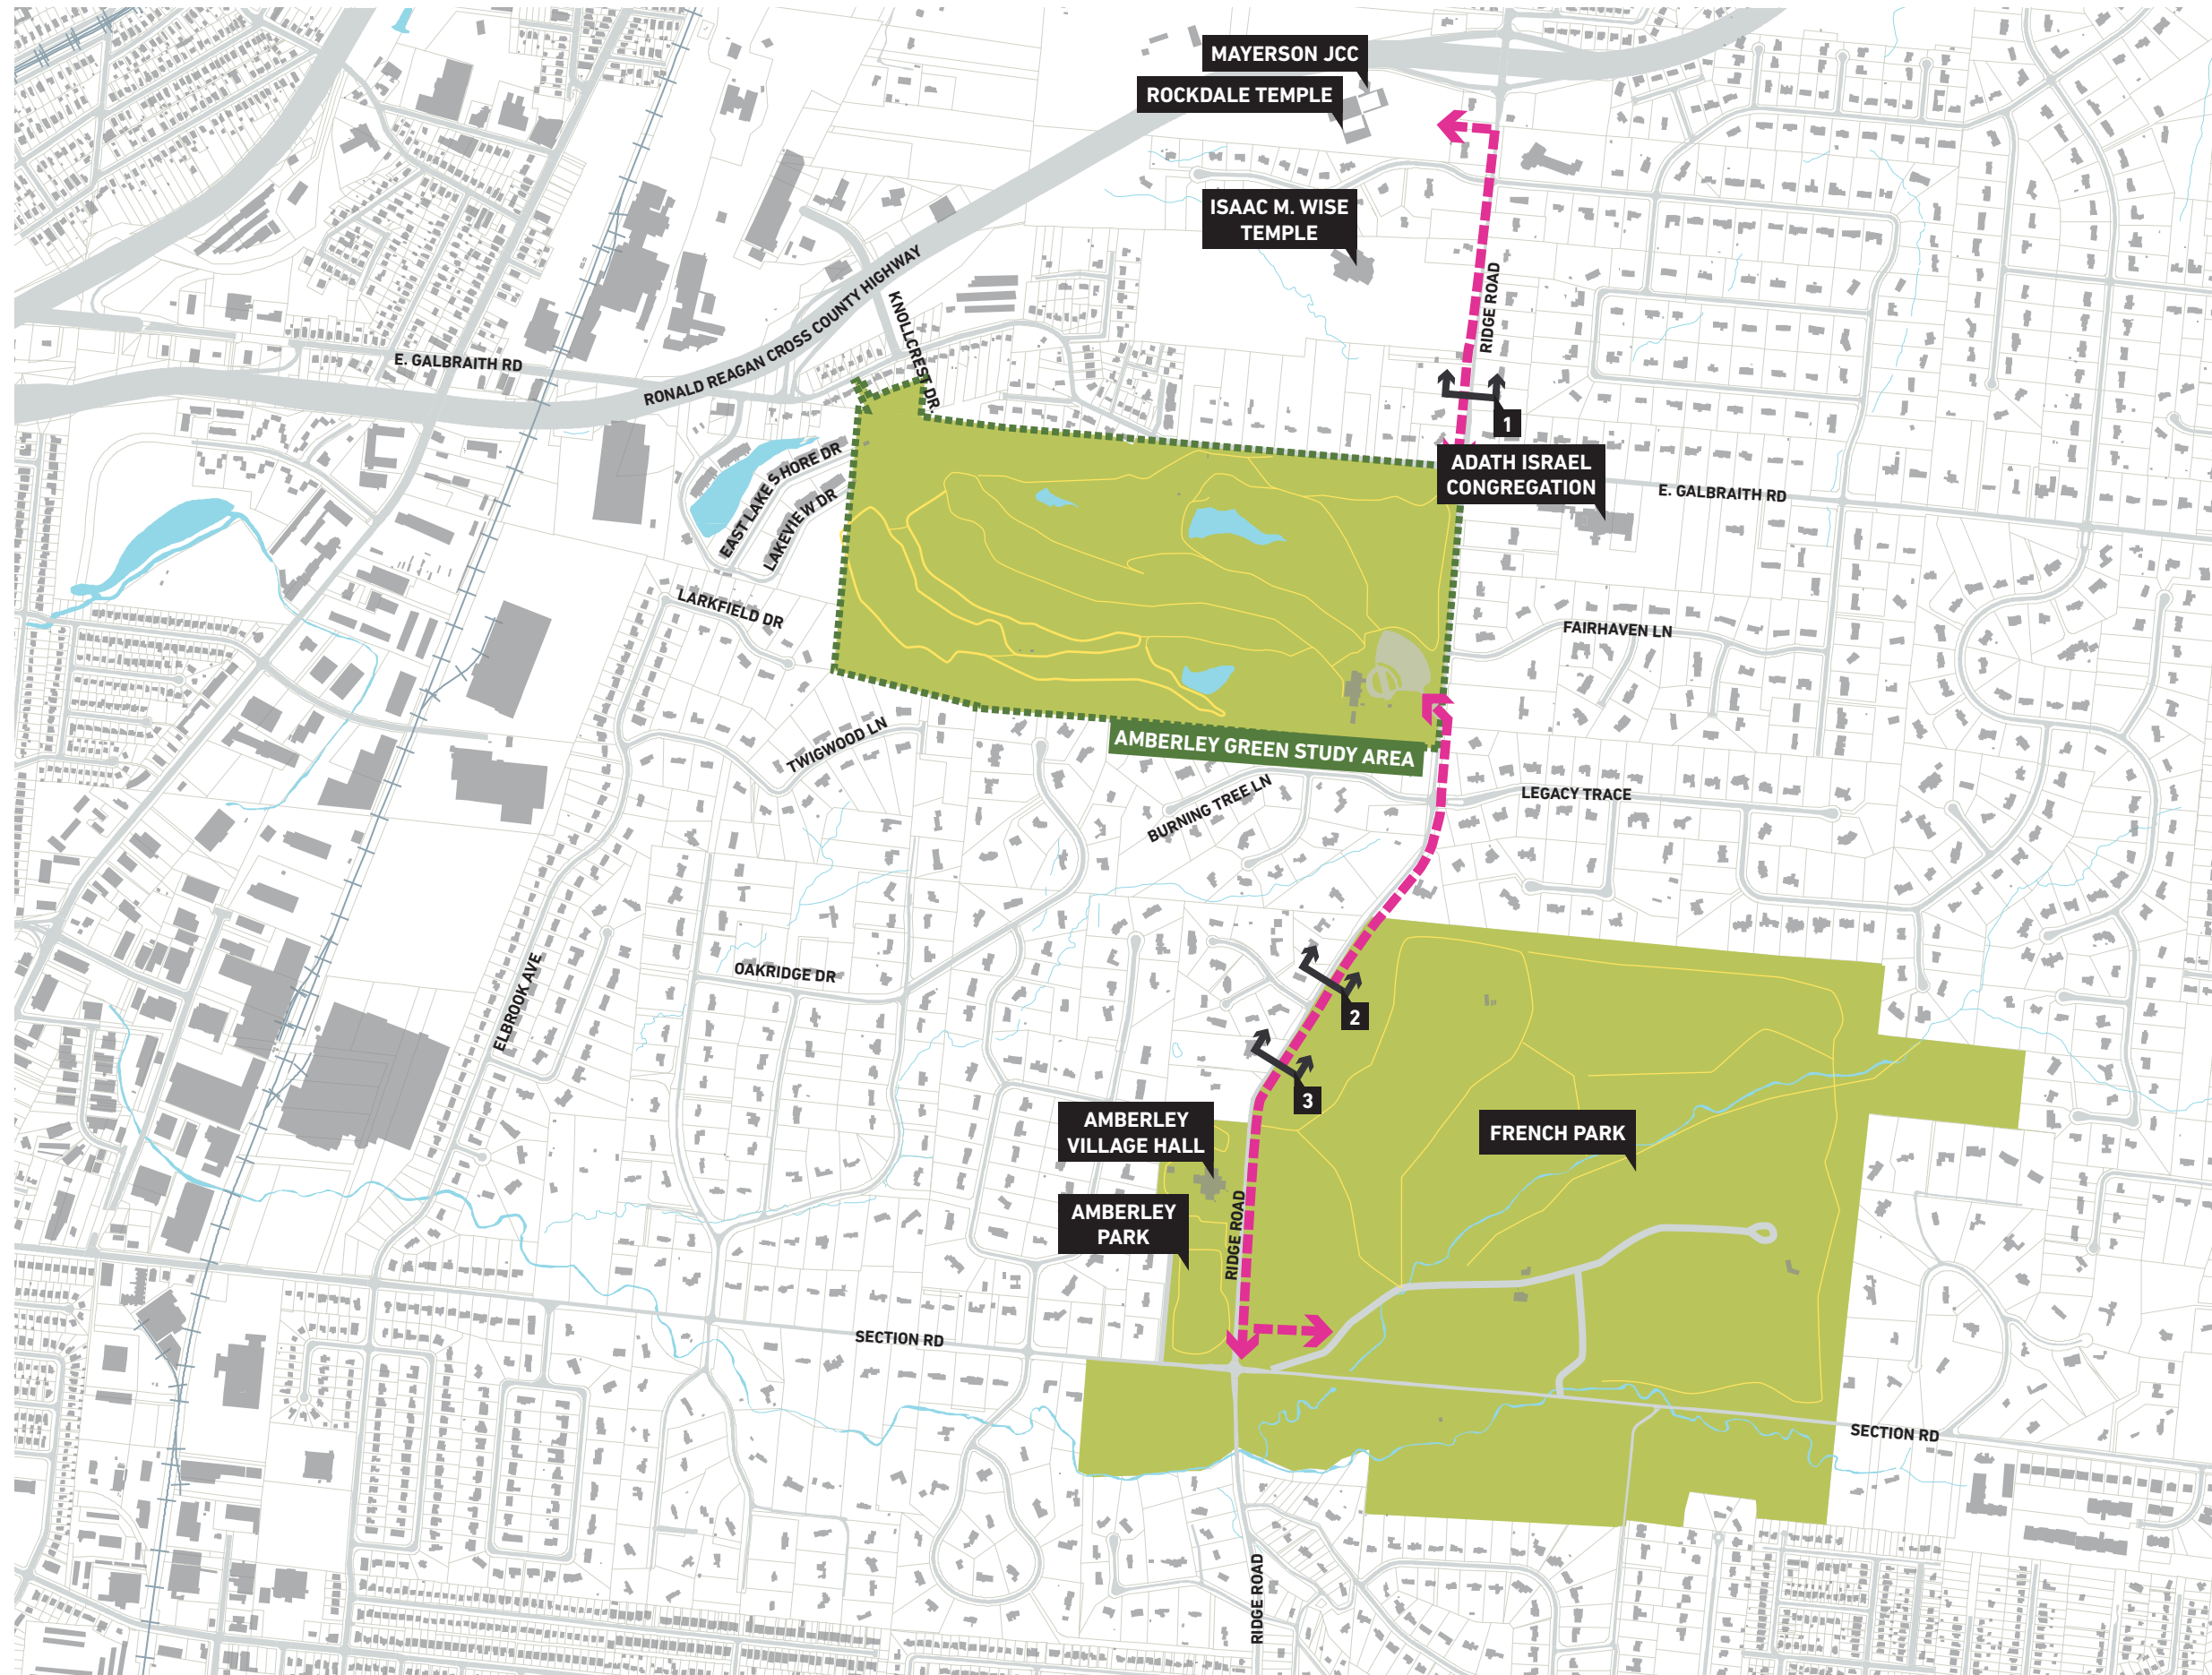 MAYERSON JCC
ROCKDALE TEMPLE
ISAAC M. WISE
TEMPLE
RIDGE ROAD
KNOLLCREST DR.
RONALD REAGAN CROSS COUNTY HIGHWAY
E. GALBRAITH RD
1
ADATH ISRAEL
CONGREGATION
E. GALBRAITH RD
EAST LAKE SHORE DR
LAKEVIEW DR
LARKFIELD DR
FAIRHAVEN LN
TWIGWOOD LN
AMBERLEY GREEN STUDY AREA
BURNING TREE LN
LEGACY TRACE
OAKRIDGE DR
ELBROOK AVE
2
3
AMBERLEY
VILLAGE HALL
FRENCH PARK
AMBERLEY
PARK
RIDGE ROAD
SECTION RD
SECTION RD
RIDGE ROAD